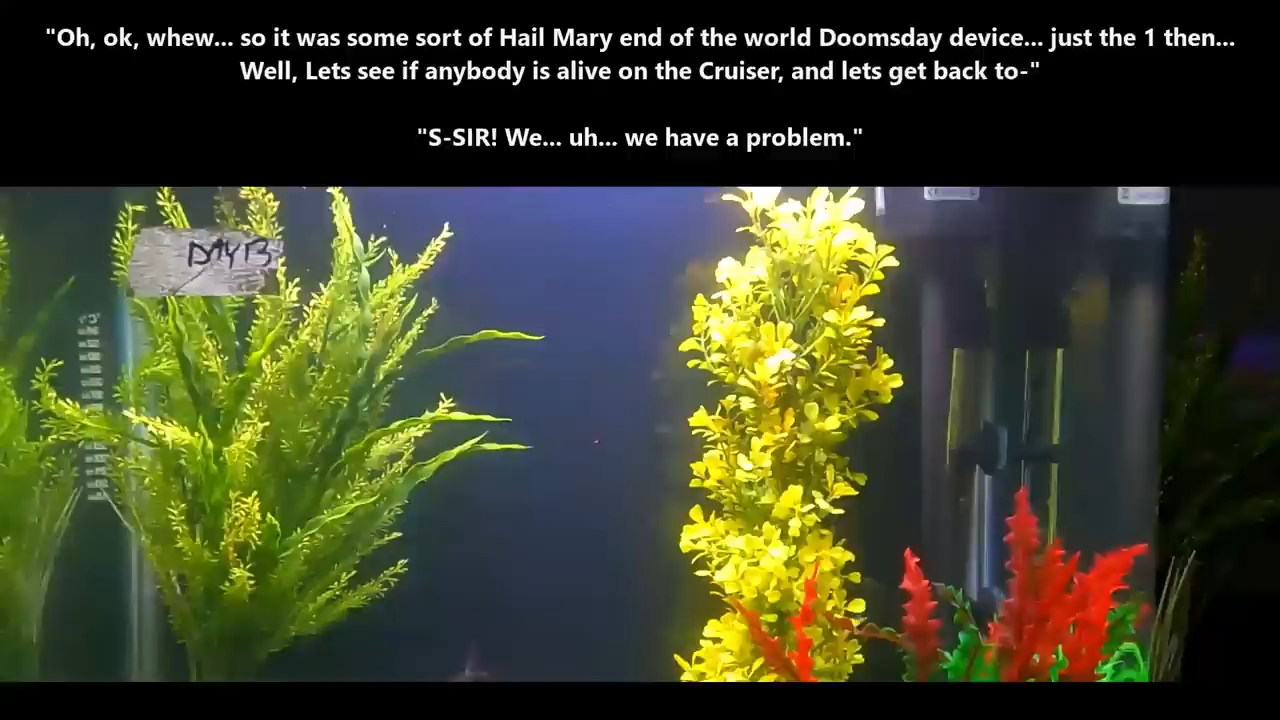 "Oh, ok, whew... so it was some sort of Hail Mary end of the world Doomsday device... just the 1 then...
Well, Lets see if anybody is alive on the Cruiser, and lets get back to-"
"S-SIR! We... uh... we have a problem."
DAY 13